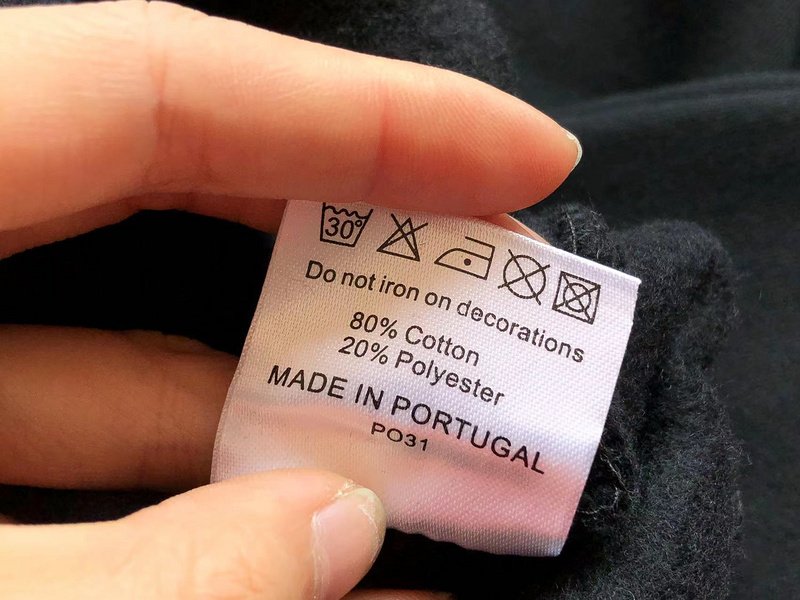 30°
Do not iron on decorations
80% Cotton
20% Polyester
MADE IN PORTUGAL
PO31